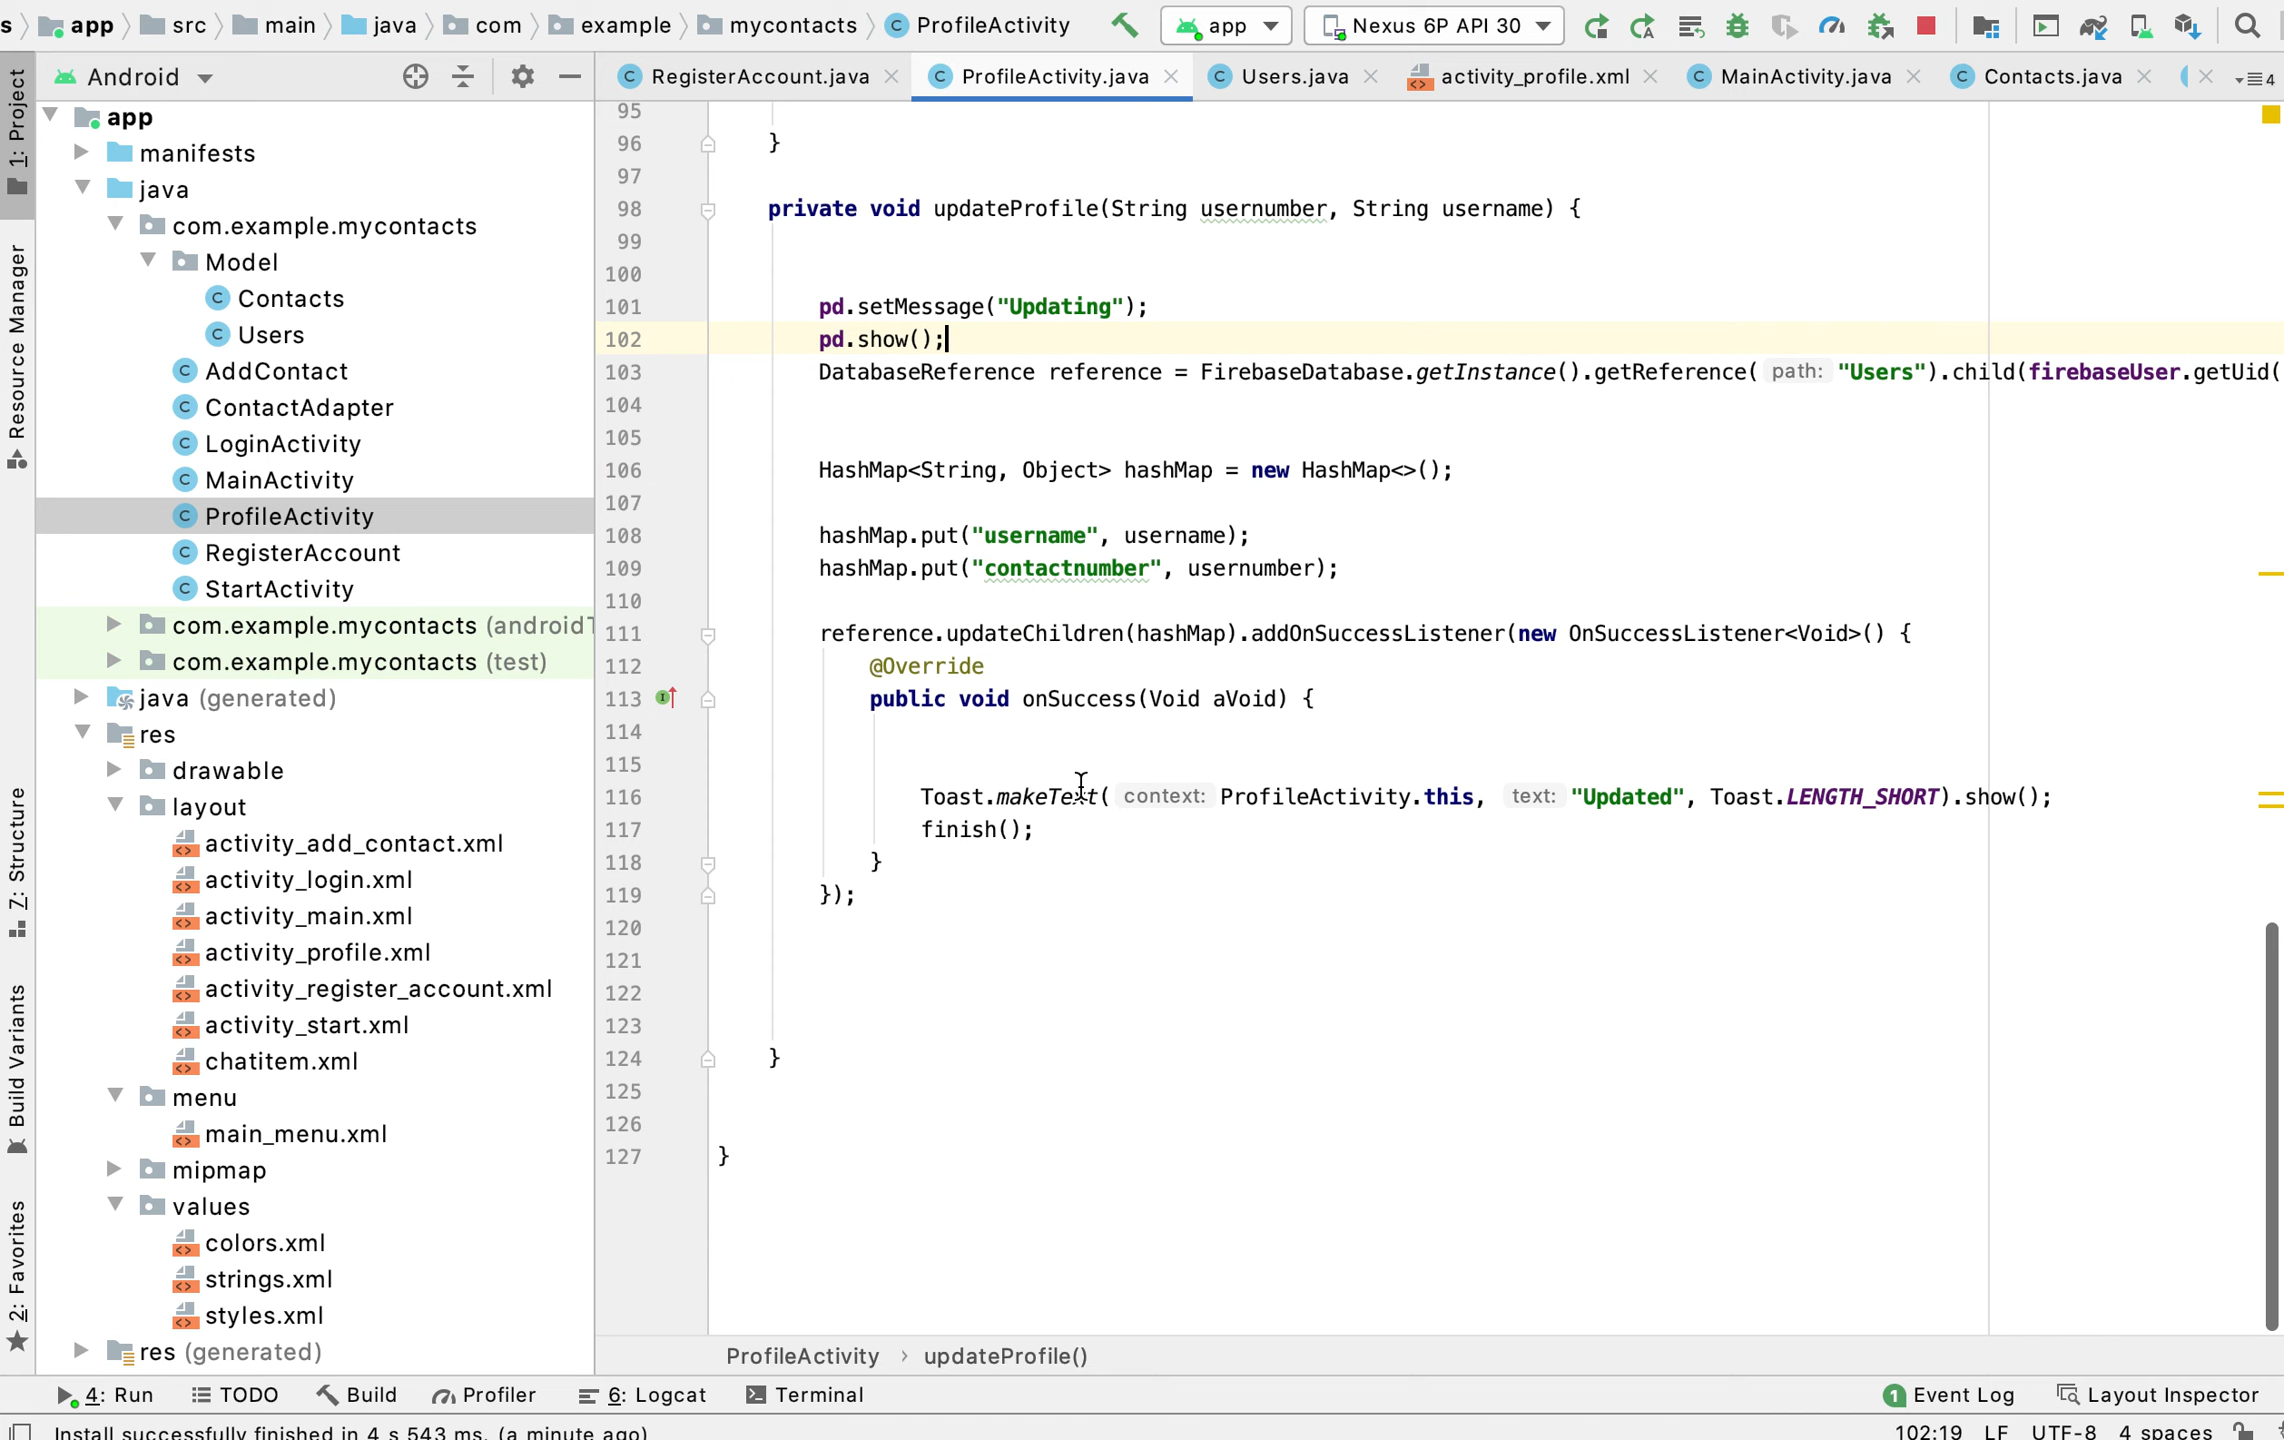 s app src main java com example mycontacts ProfileActivity app Nexus 6P API 30
1: Project
Resource Manager
7: Structure
Build Variants
2: Favorites
Android
RegisterAccount.java ProfileActivity.java Users.java activity_profile.xml MainActivity.java Contacts.java 4
app
manifests
java
com.example.mycontacts
Model
Contacts
Users
AddContact
ContactAdapter
LoginActivity
MainActivity
ProfileActivity
RegisterAccount
StartActivity
com.example.mycontacts (androidT
com.example.mycontacts (test)
java (generated)
res
drawable
layout
activity_add_contact.xml
activity_login.xml
activity_main.xml
activity_profile.xml
activity_register_account.xml
activity_start.xml
chatitem.xml
menu
main_menu.xml
mipmap
values
colors.xml
strings.xml
styles.xml
res (generated)
95
96 }
97
98 private void updateProfile(String usernumber, String username) {
99
100
101 pd.setMessage("Updating");
102 pd.show();
103 DatabaseReference reference = FirebaseDatabase.getInstance().getReference( path: "Users").child(firebaseUser.getUid(
104
105
106 HashMap<String, Object> hashMap = new HashMap<>();
107
108 hashMap.put("username", username);
109 hashMap.put("contactnumber", usernumber);
110
111 reference.updateChildren(hashMap).addOnSuccessListener(new OnSuccessListener<Void>() {
112 @Override
113 public void onSuccess(Void aVoid) {
114
115
116 Toast.makeText( context: ProfileActivity.this, text: "Updated", Toast.LENGTH_SHORT).show();
117 finish();
118 }
119 });
120
121
122
123
124 }
125
126
127 }
ProfileActivity › updateProfile()
4: Run TODO Build Profiler 6: Logcat Terminal 1 Event Log Layout Inspector
Install successfully finished in 4 s 543 ms. (a minute ago) 102:19 LF UTF-8 4 spaces